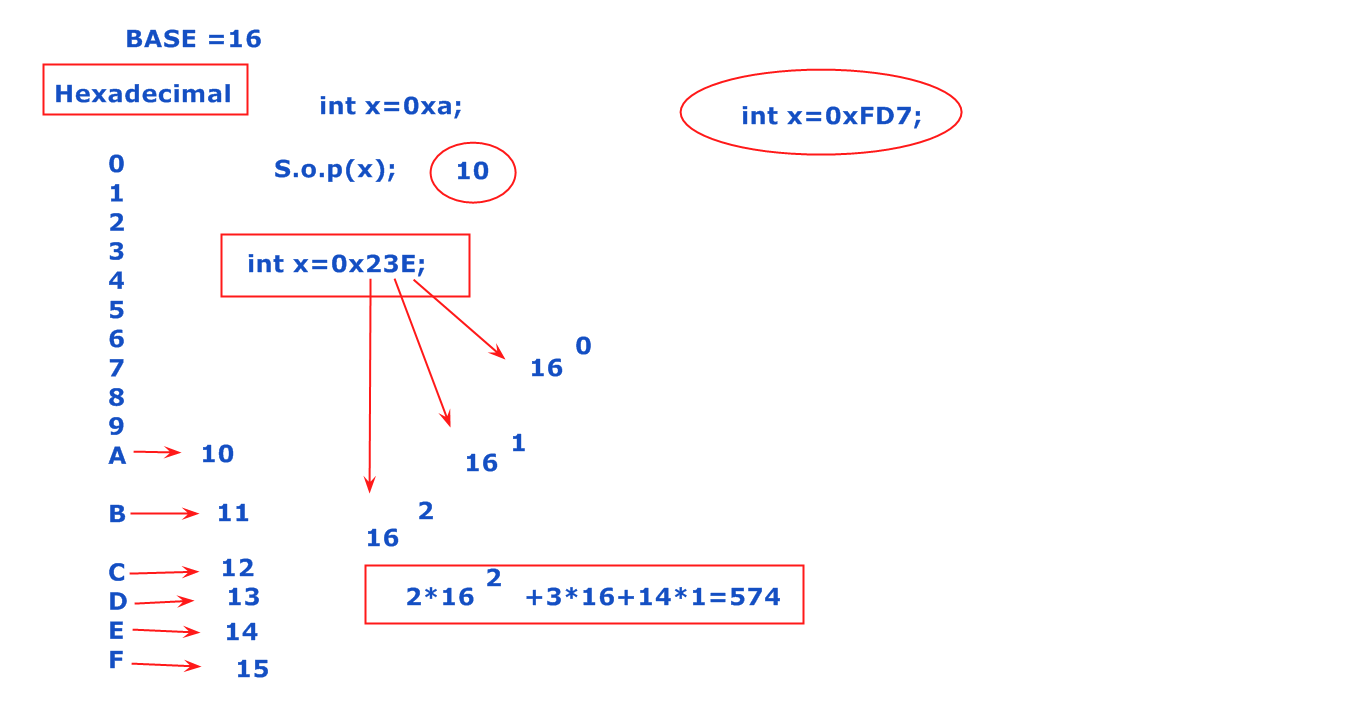 BASE =16
Hexadecimal
int x=0xa;
int x=0xFD7;
S.o.p(x);
10
0
1
2
3
4
5
6
7
8
9
A
10
B
11
C
12
D
13
E
14
F
15
int x=0x23E;
16 0
16 1
16 2
2*16 2 +3*16+14*1=574